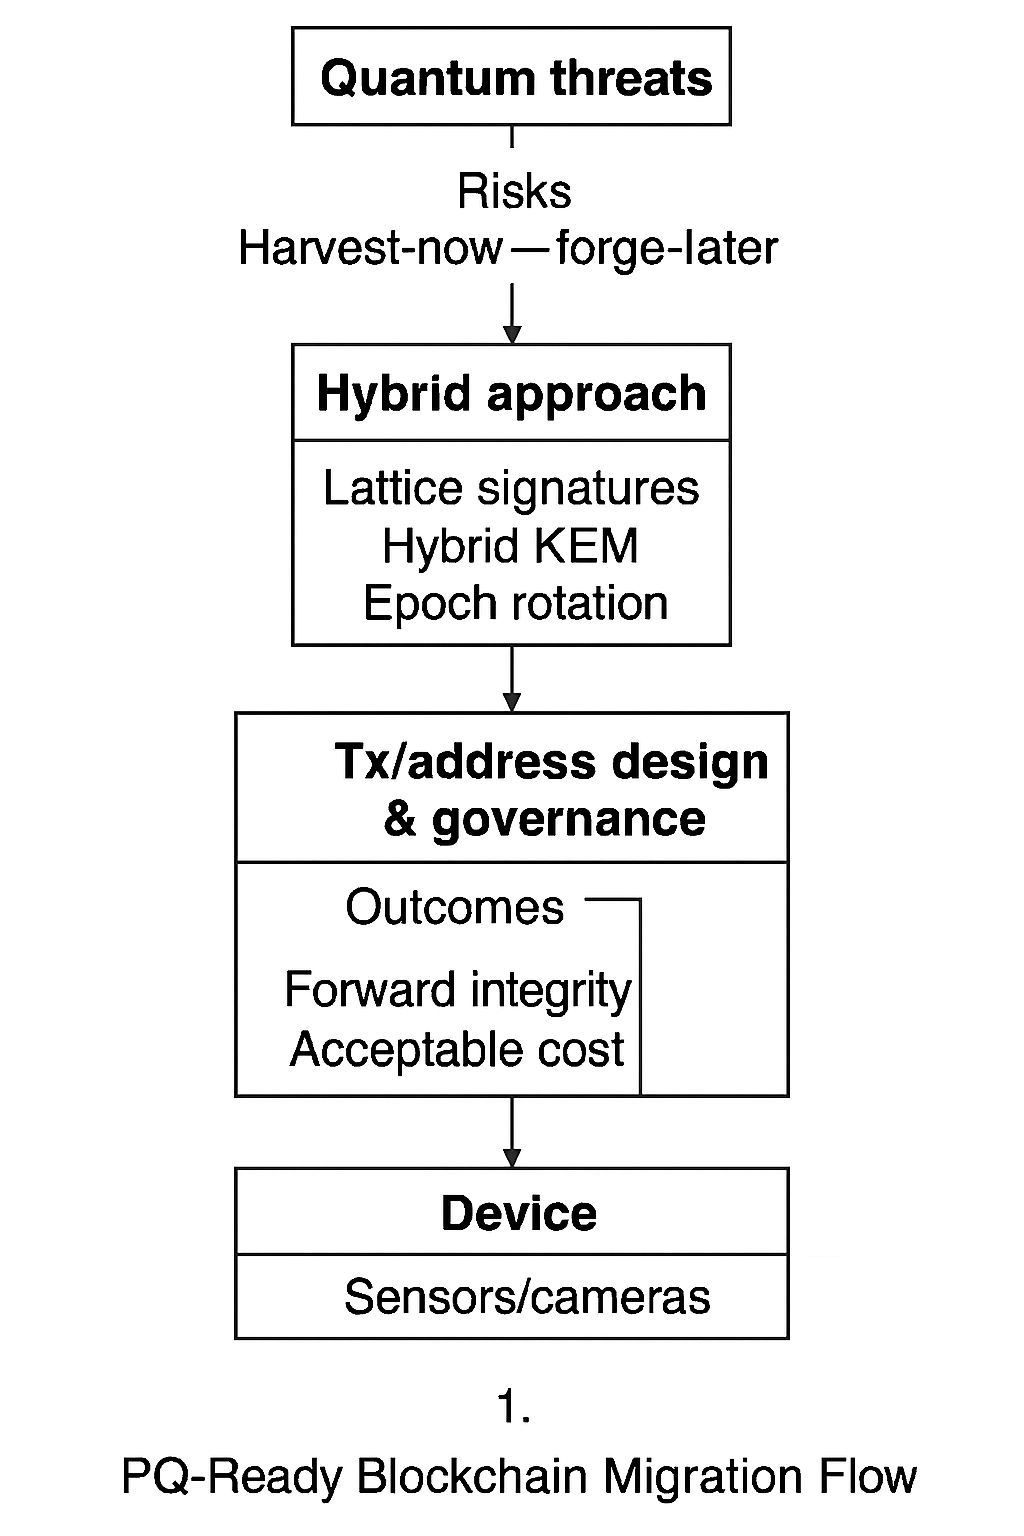 Quantum threats
Risks
Harvest-now—forge-later
Hybrid approach
Lattice signatures
Hybrid KEM
Epoch rotation
Tx/address design
& governance
Outcomes
Forward integrity
Acceptable cost
Device
Sensors/cameras
1.
PQ-Ready Blockchain Migration Flow